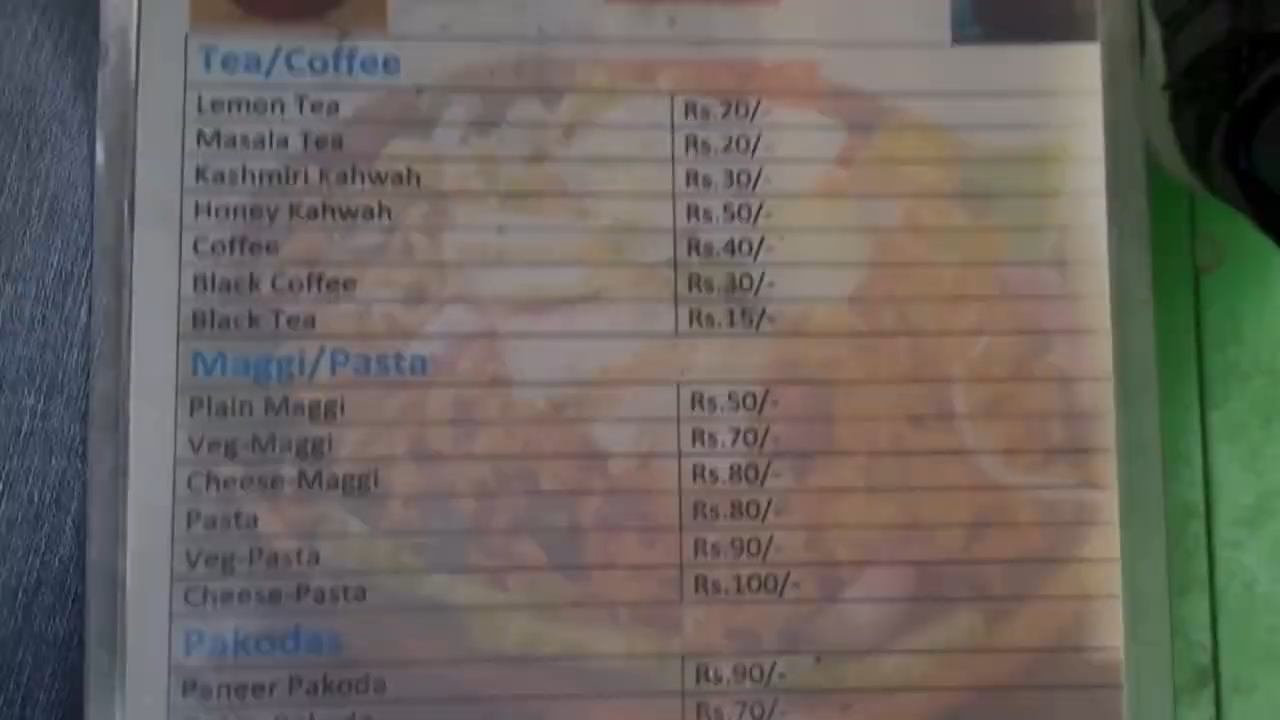 Tea/Coffee
Lemon Tea Rs.20/-
Masala Tea Rs.20/-
Kashmiri Kahwah Rs.30/-
Honey Kahwah Rs.50/-
Coffee Rs.40/-
Black Coffee Rs.30/-
Black Tea Rs.15/-
Maggi/Pasta
Plain Maggi Rs.50/-
Veg-Maggi Rs.70/-
Cheese-Maggi Rs.80/-
Pasta Rs.80/-
Veg-Pasta Rs.90/-
Cheese-Pasta Rs.100/-
Pakodas
Paneer Pakoda Rs.90/-
Pakoda Rs.70/-